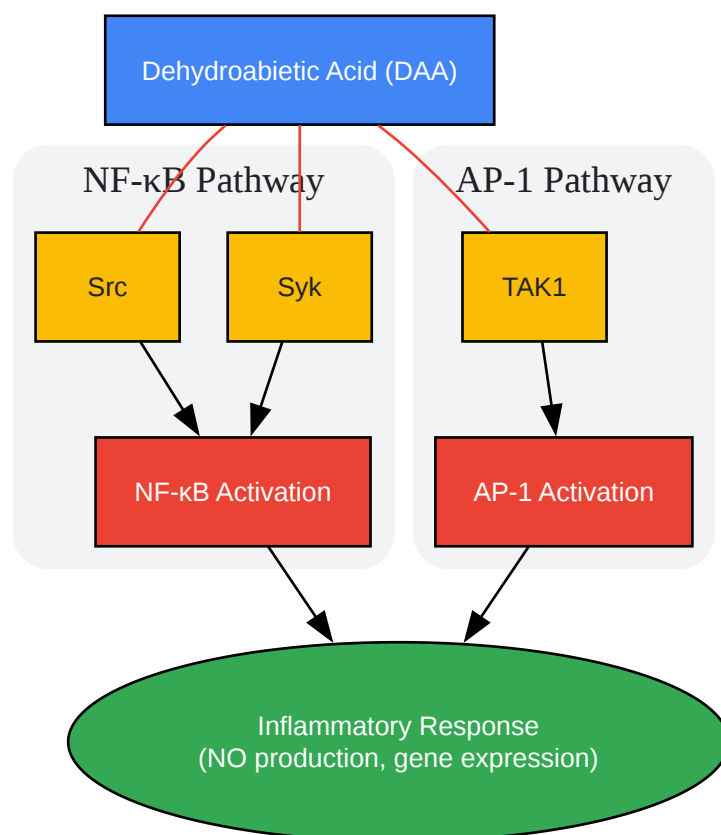 Dehydroabietic Acid (DAA)
NF-κB Pathway
AP-1 Pathway
Src
Syk
TAK1
NF-κB Activation
AP-1 Activation
Inflammatory Response
(NO production, gene expression)